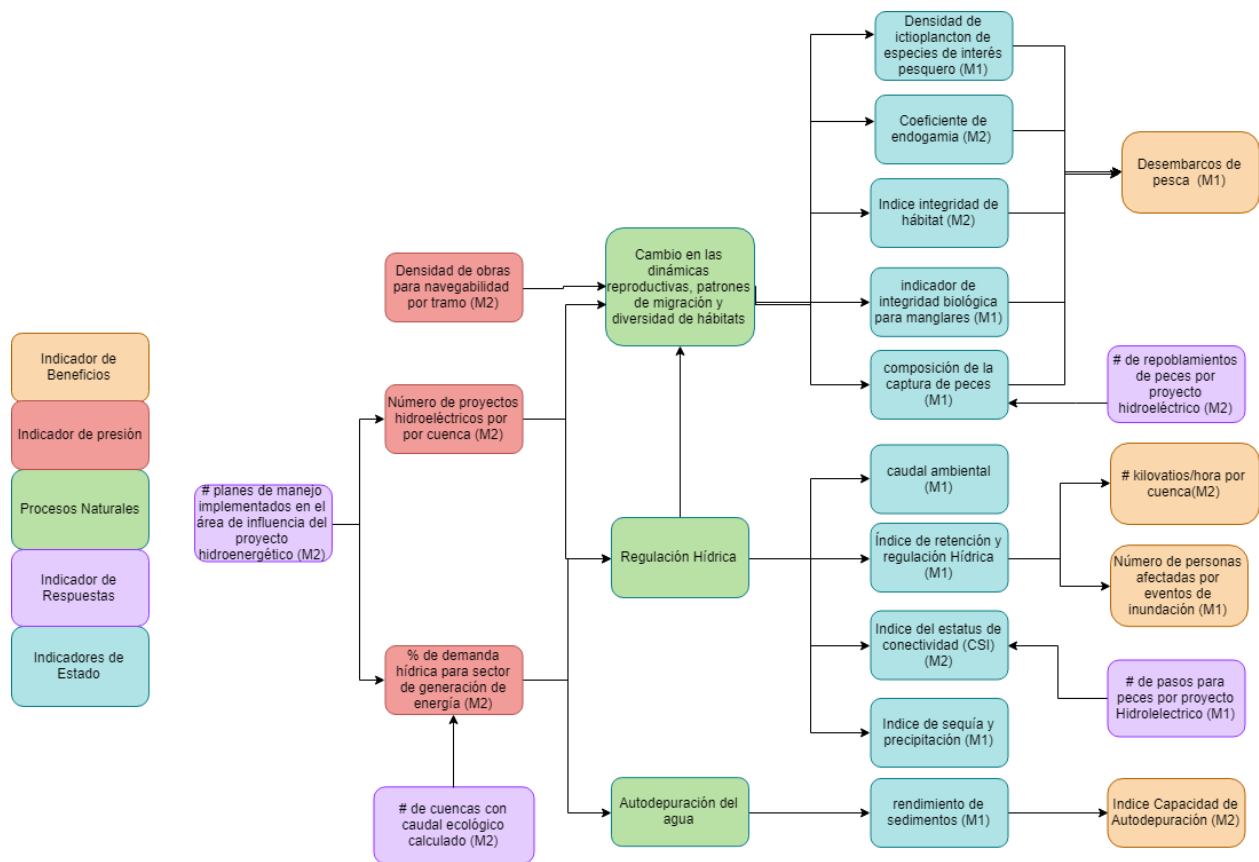 Indicador de
Beneficios
Indicador de presión
Procesos Naturales
Indicador de
Respuestas
Indicadores de
Estado
# planes de manejo
implementados en el
área de influencia del
proyecto
hidroenergético (M2)
Densidad de obras
para navegabilidad
por tramo (M2)
Número de proyectos
hidroeléctricos por
por cuenca (M2)
% de demanda
hídrica para sector
de generación de
energía (M2)
# de cuencas con
caudal ecológico
calculado (M2)
Cambio en las
dinámicas
reproductivas, patrones
de migración y
diversidad de hábitats
Regulación Hídrica
Autodepuración del
agua
Densidad de
ictioplancton de
especies de interés
pesquero (M1)
Coeficiente de
endogamia (M2)
Indice integridad de
hábitat (M2)
indicador de
integridad biológica
para manglares (M1)
composición de la
captura de peces
(M1)
caudal ambiental
(M1)
Índice de retención y
regulación Hídrica
(M1)
Indice del estatus de
conectividad (CSI)
(M2)
Indice de sequía y
precipitación (M1)
rendimiento de
sedimentos (M1)
Desembarcos de
pesca (M1)
# de repoblamientos
de peces por
proyecto
hidroeléctrico (M2)
# kilovatios/hora por
cuenca(M2)
Número de personas
afectadas por
eventos de
inundación (M1)
# de pasos para
peces por proyecto
Hidrolelectrico (M1)
Indice Capacidad de
Autodepuración (M2)